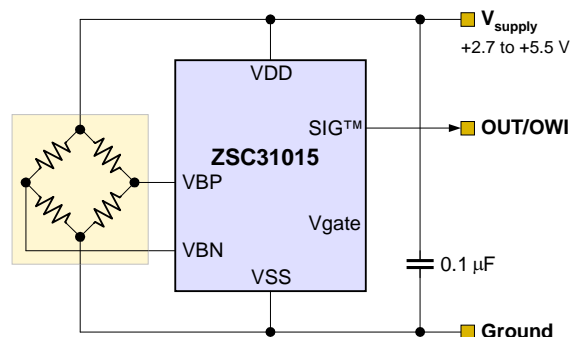 V_supply
+2.7 to +5.5 V
VDD
SIG™
OUT/OWI
ZSC31015
VBP
Vgate
VBN
0.1 µF
VSS
Ground